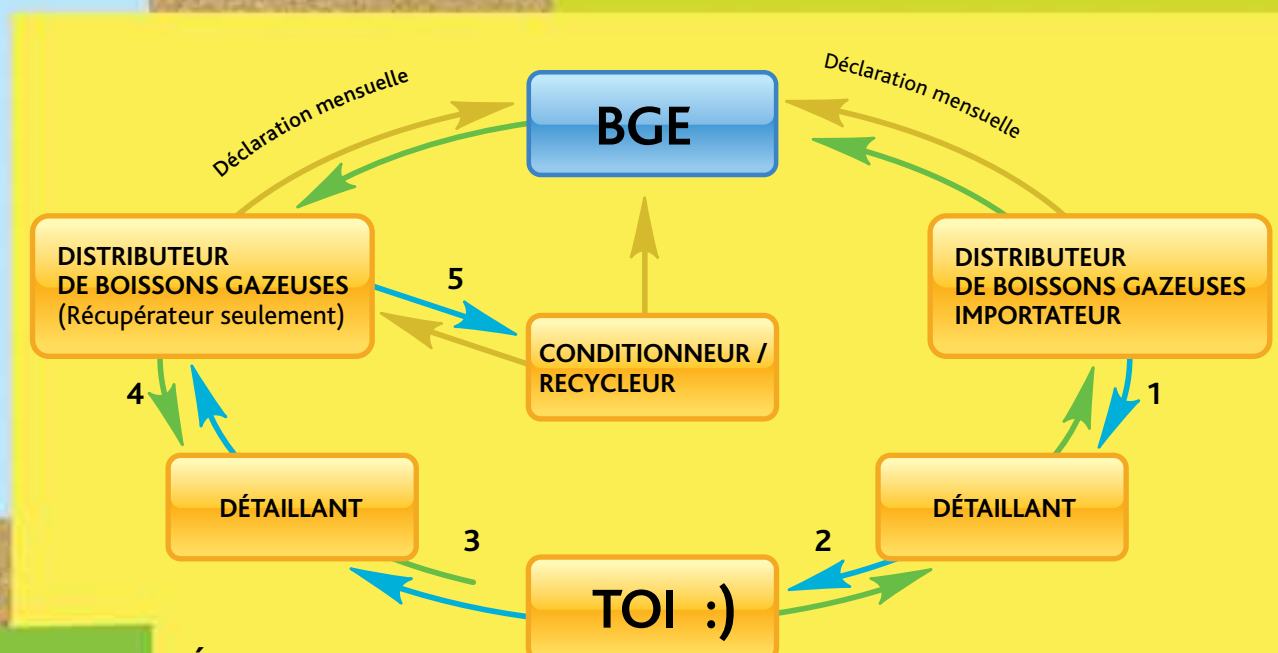 Déclaration mensuelle
Déclaration mensuelle
BGE
DISTRIBUTEUR
DE BOISSONS GAZEUSES
(Récupérateur seulement)
5
CONDITIONNEUR /
RECYCLEUR
DISTRIBUTEUR
DE BOISSONS GAZEUSES
IMPORTATEUR
4
1
DÉTAILLANT
DÉTAILLANT
3
2
TOI :)